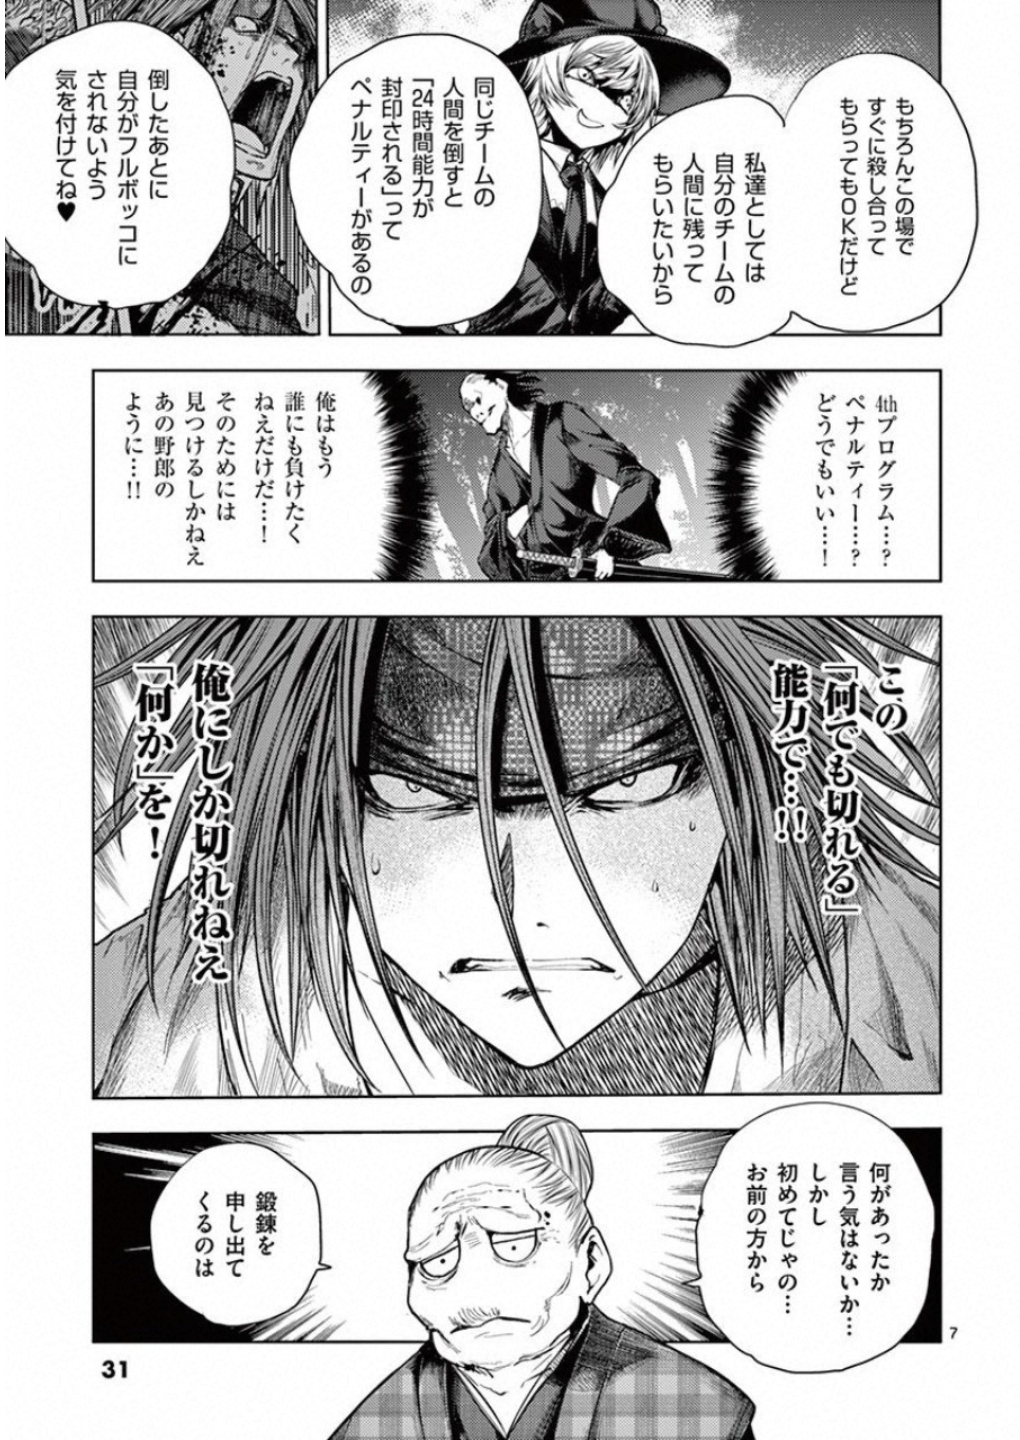 もちろんこの場で
すぐに殺し合って
もらってもOKだけど
私達としては
自分のチームの
人間に残って
もらいたいから
同じチームの
人間を倒すと
「24時間能力が
封印される」って
ペナルティーがあるの
倒したあとに
自分がフルボッコに
されないよう
気を付けてね♥
4thプログラム…?
ペナルティー…?
どうでもいい…!
俺はもう
誰にも負けたく
ねえだけだ…!
そのためには
見つけるしかねえ
あの野郎の
ように…!!
この
「何でも切れる」
能力で…!!
俺にしか切れねえ
「何か」を!
何があったか
言う気はないか…
しかし
初めてじゃの…
お前の方から
鍛錬を
申し出て
くるのは
7
31